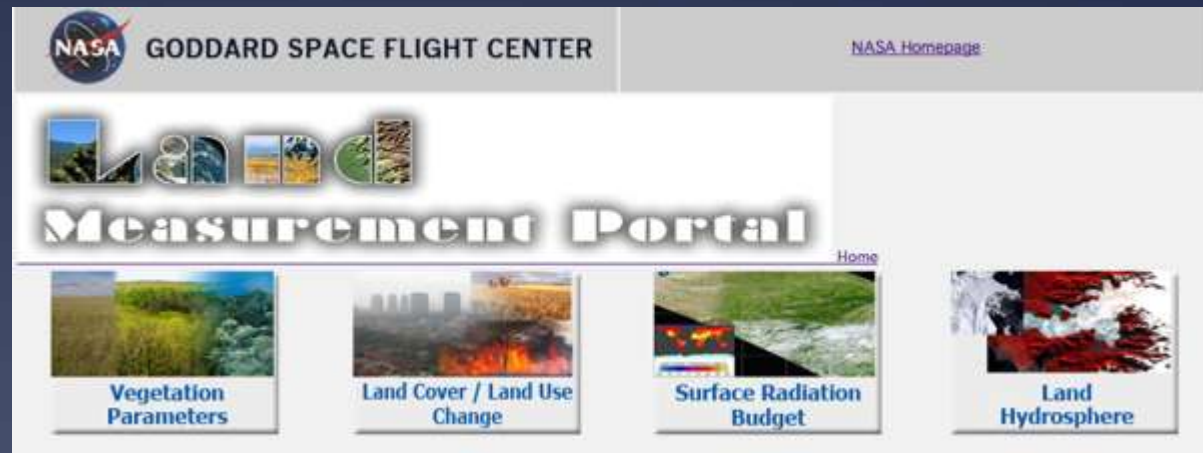 NASA
GODDARD SPACE FLIGHT CENTER
NASA Homepage
Land
Measurement Portal
Home
Vegetation
Parameters
Land Cover / Land Use
Change
Surface Radiation
Budget
Land
Hydrosphere